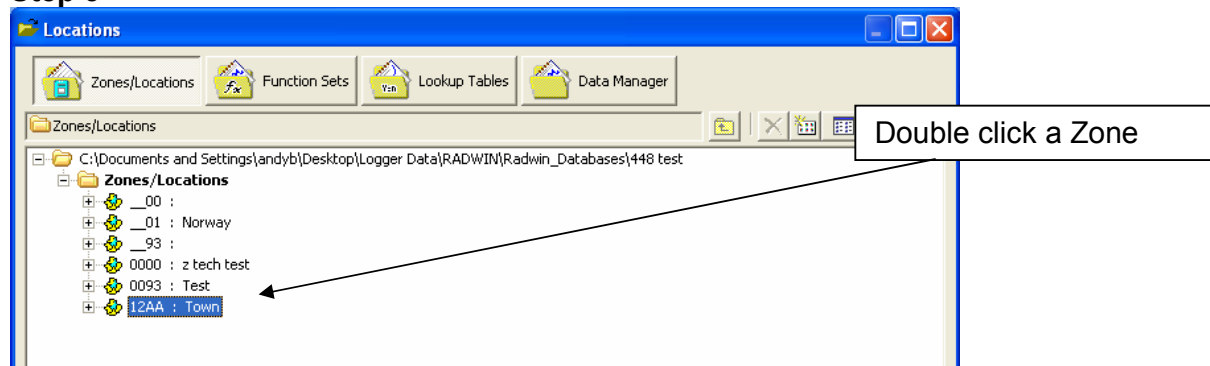 Locations
Zones/Locations Function Sets Lookup Tables Data Manager
Zones/Locations
Double click a Zone
C:\Documents and Settings\andyb\Desktop\Logger Data\RADWIN\Radwin_Databases\448 test
Zones/Locations
__00 :
__01 : Norway
__93 :
0000 : z tech test
0093 : Test
12AA : Town